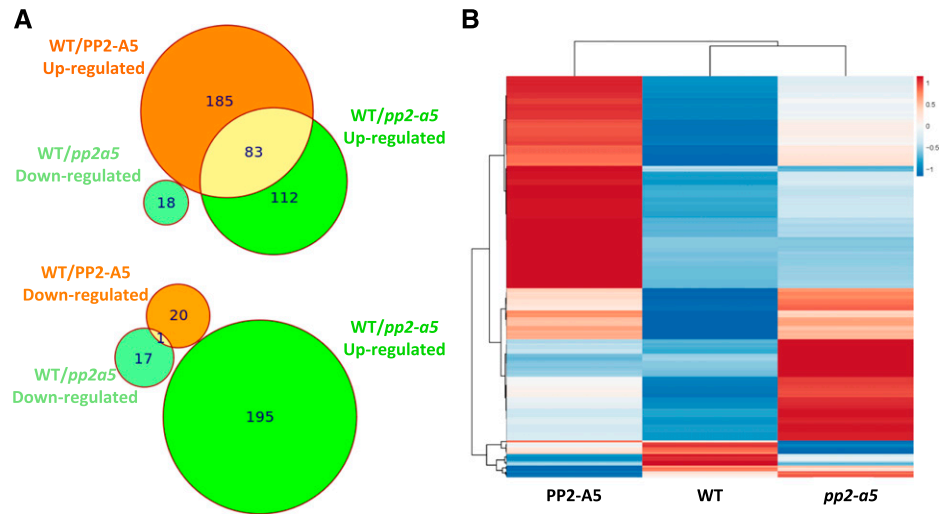 A
WT/PP2-A5
Up-regulated
185
WT/pp2-a5
Up-regulated
83
WT/pp2a5
Down-regulated
18
112
WT/PP2-A5
Down-regulated
20
1
17
WT/pp2-a5
Up-regulated
WT/pp2a5
Down-regulated
195
B
1
0.5
0
−0.5
−1
PP2-A5
WT
pp2-a5